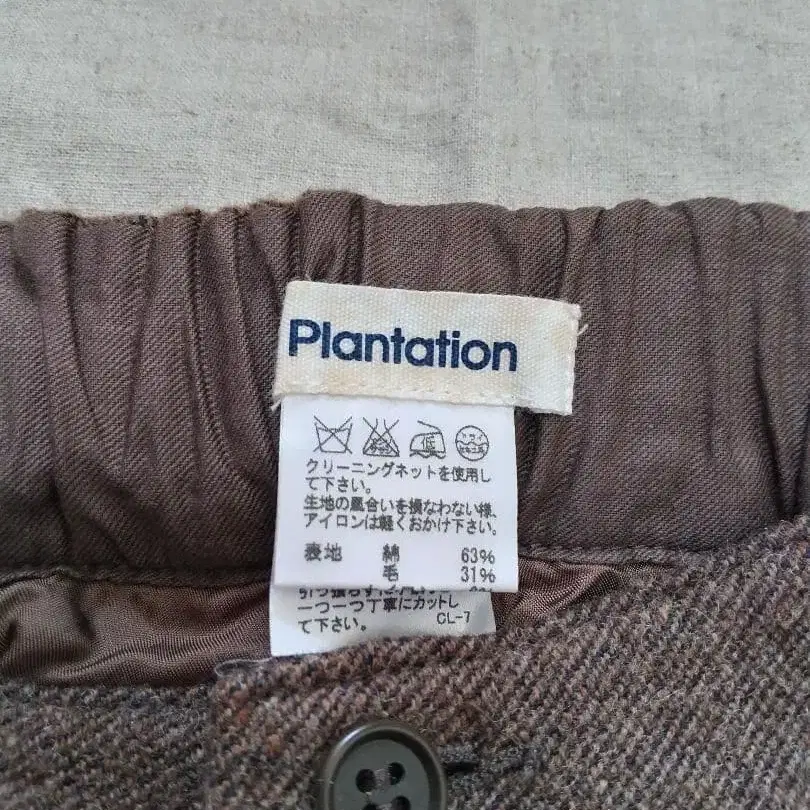 Plantation
低
クリーニングネットを使用し
て下さい。
生地の風合いを損なわない様、
アイロンは軽くおかけ下さい。
表地 綿 63%
毛 31%
一つ一つ丁寧にカットし
て下さい。 CL-7